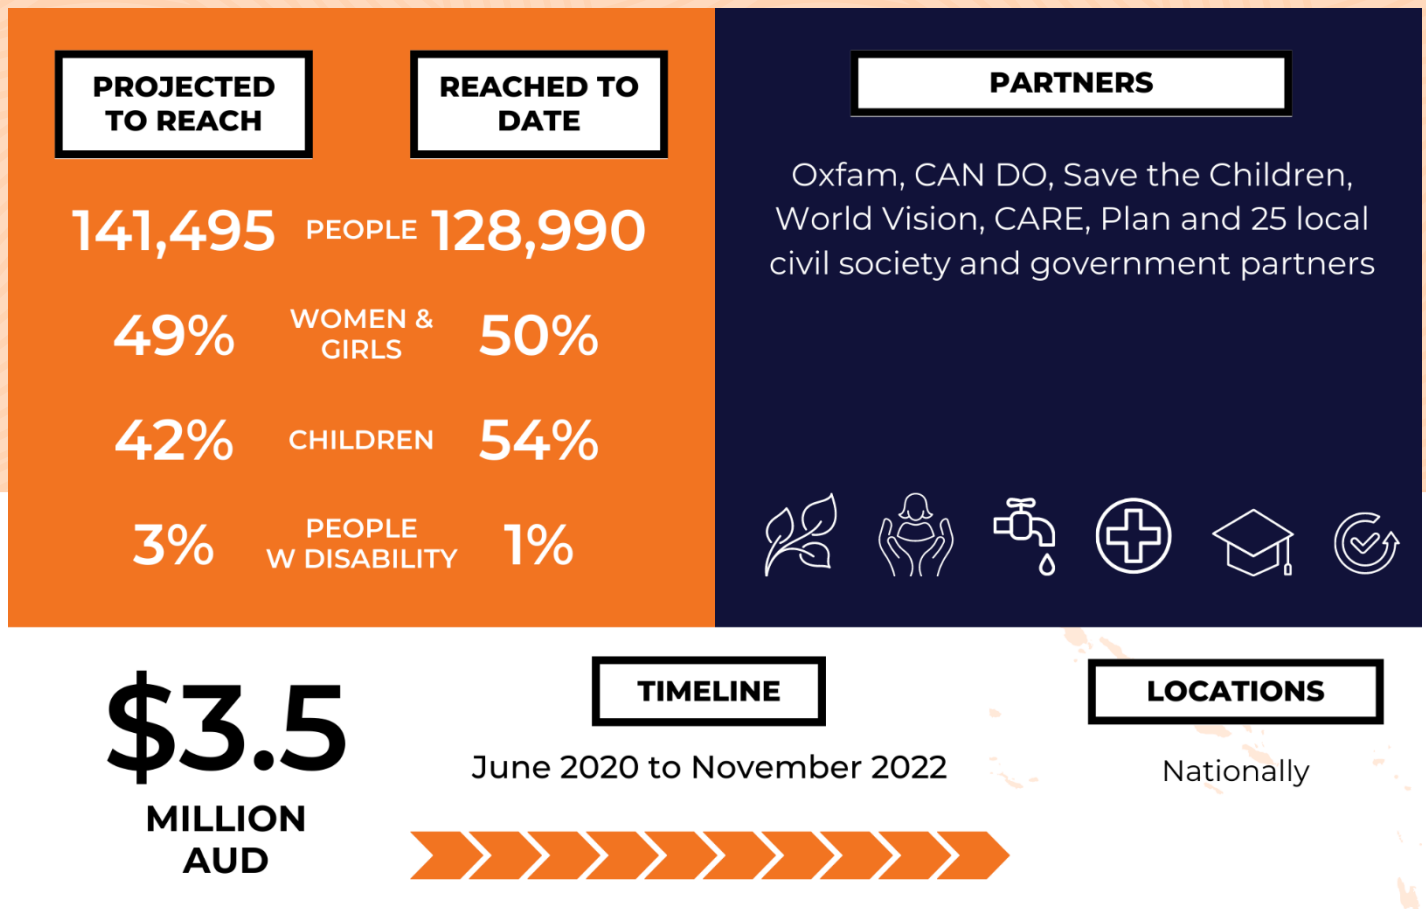 PROJECTED
TO REACH
REACHED TO
DATE
141,495 PEOPLE 128,990
49% WOMEN &
GIRLS 50%
42% CHILDREN 54%
3% PEOPLE
W DISABILITY 1%
PARTNERS
Oxfam, CAN DO, Save the Children,
World Vision, CARE, Plan and 25 local
civil society and government partners
$3.5
MILLION
AUD
TIMELINE
June 2020 to November 2022
LOCATIONS
Nationally